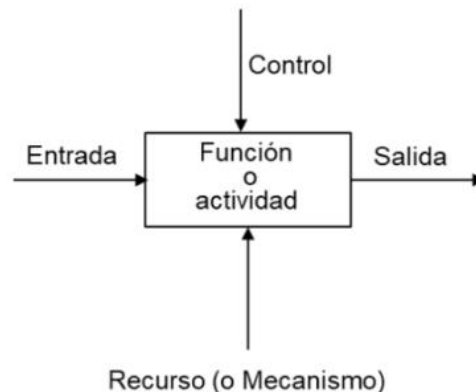 Control
Entrada
Función
o
actividad
Salida
Recurso (o Mecanismo)